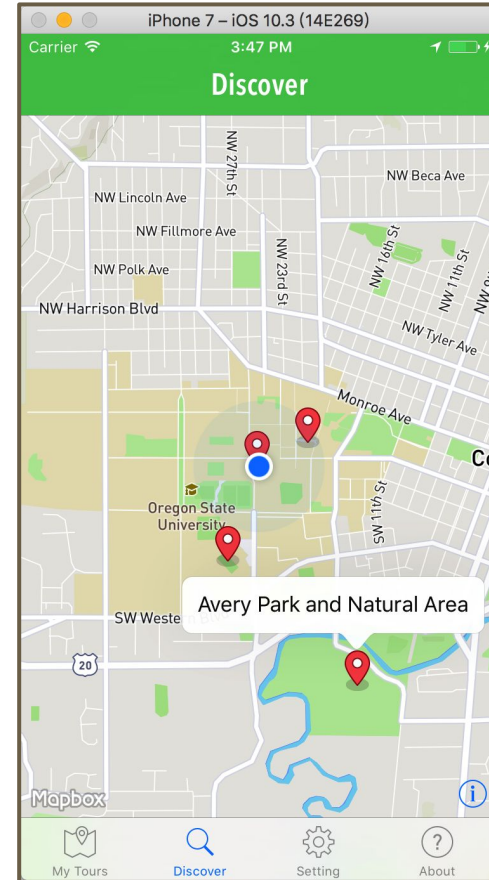 iPhone 7 – iOS 10.3 (14E269)
Carrier
3:47 PM
Discover
NW 27th St
NW Beca Ave
NW Lincoln Ave
NW Fillmore Ave
NW 16th St
NW 11th St
NW 23rd St
NW Polk Ave
NW Harrison Blvd
NW Tyler Ave
Monroe Ave
Oregon State
University
SW 11th St
Avery Park and Natural Area
SW Western
20
Mapbox
i
My Tours
Discover
Setting
?
About